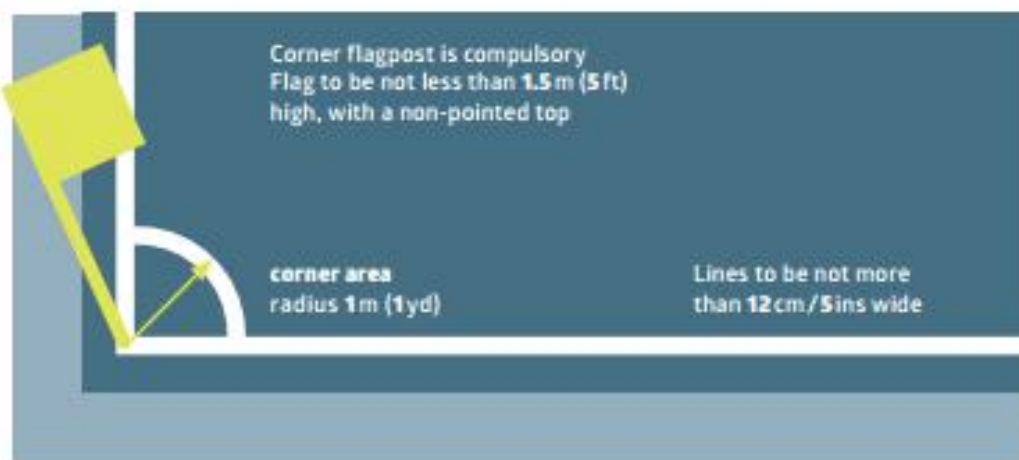 Corner flagpost is compulsory
Flag to be not less than 1.5 m (5 ft)
high, with a non-pointed top
corner area
radius 1 m (1 yd)
Lines to be not more
than 12 cm/5 ins wide